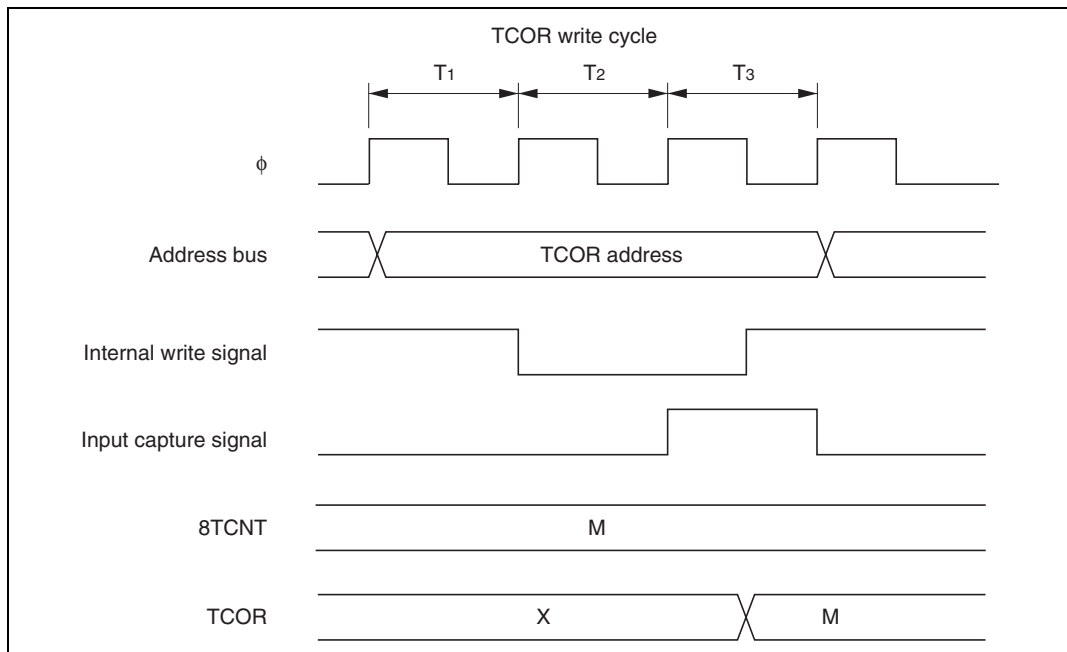 TCOR write cycle
T1 T2 T3
ϕ
Address bus TCOR address
Internal write signal
Input capture signal
8TCNT M
TCOR X M